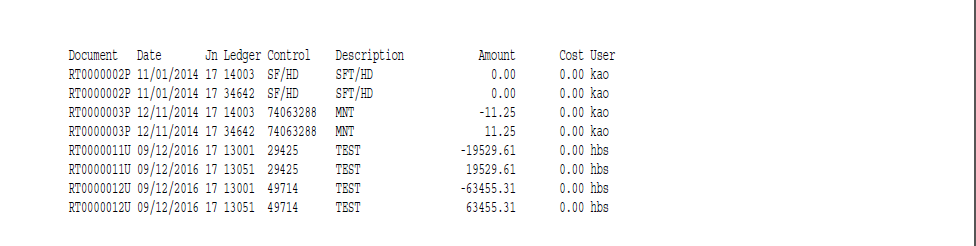 Document Date Jn Ledger Control Description Amount Cost User
RT0000002P 11/01/2014 17 14003 SF/HD SFT/HD 0.00 0.00 kao
RT0000002P 11/01/2014 17 34642 SF/HD SFT/HD 0.00 0.00 kao
RT0000003P 12/11/2014 17 14003 74063288 MNT -11.25 0.00 kao
RT0000003P 12/11/2014 17 34642 74063288 MNT 11.25 0.00 kao
RT0000011U 09/12/2016 17 13001 29425 TEST -19529.61 0.00 hbs
RT0000011U 09/12/2016 17 13051 29425 TEST 19529.61 0.00 hbs
RT0000012U 09/12/2016 17 13001 49714 TEST -63455.31 0.00 hbs
RT0000012U 09/12/2016 17 13051 49714 TEST 63455.31 0.00 hbs